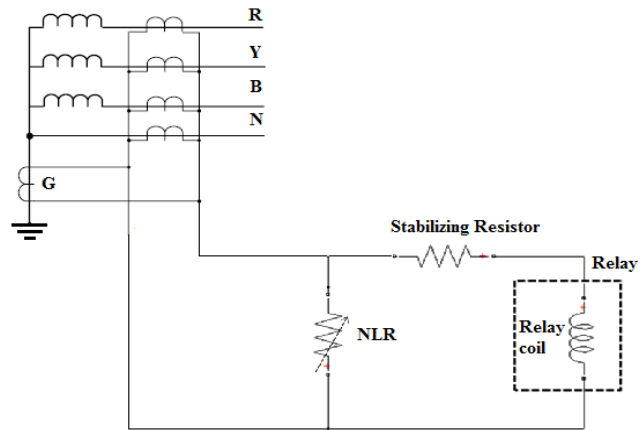 R
Y
B
N
G
Stabilizing Resistor
Relay
NLR
Relay
coil